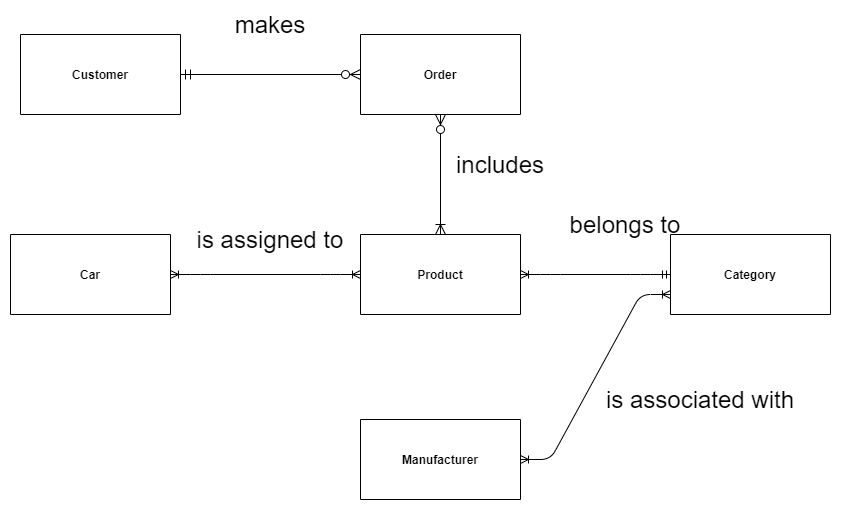 makes
Customer
Order
includes
is assigned to
belongs to
Car
Product
Category
is associated with
Manufacturer